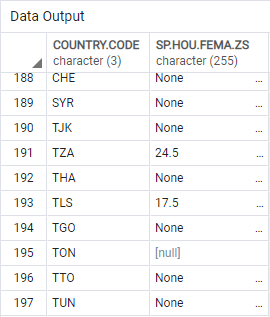 Data Output
COUNTRY.CODE SP.HOU.FEMA.ZS
character (3) character (255)
188 CHE None ...
189 SYR None ...
190 TJK None ...
191 TZA 24.5 ...
192 THA None ...
193 TLS 17.5 ...
194 TGO None ...
195 TON [null]
196 TTO None ...
197 TUN None ...